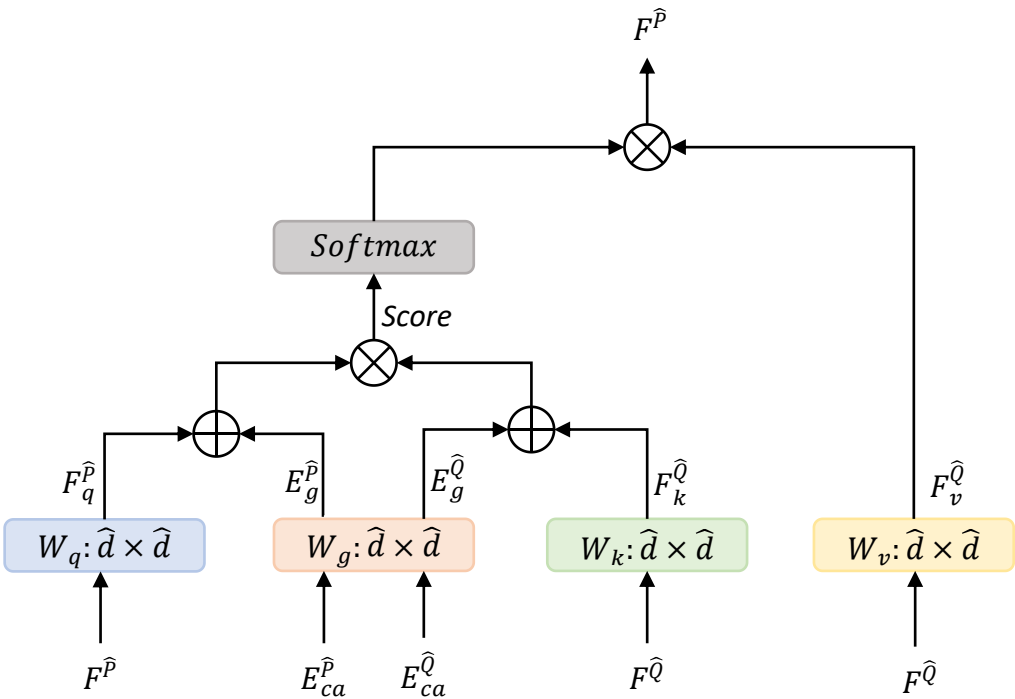 F^P̂
Softmax
Score
F_q^P̂ E_g^P̂ E_g^Q̂ F_k^Q̂ F_v^Q̂
W_q: d̂ × d̂ W_g: d̂ × d̂ W_k: d̂ × d̂ W_v: d̂ × d̂
F^P̂ E_ca^P̂ E_ca^Q̂ F^Q̂ F^Q̂